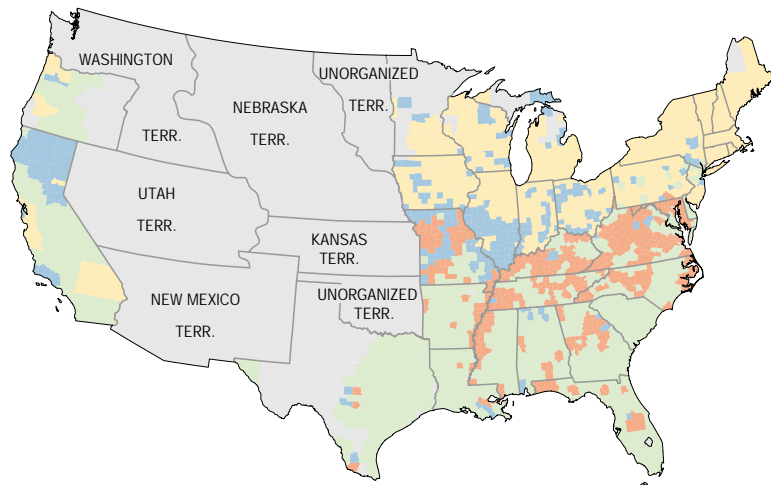 WASHINGTON
TERR.
NEBRASKA
TERR.
UNORGANIZED
TERR.
UTAH
TERR.
KANSAS
TERR.
NEW MEXICO
TERR.
UNORGANIZED
TERR.